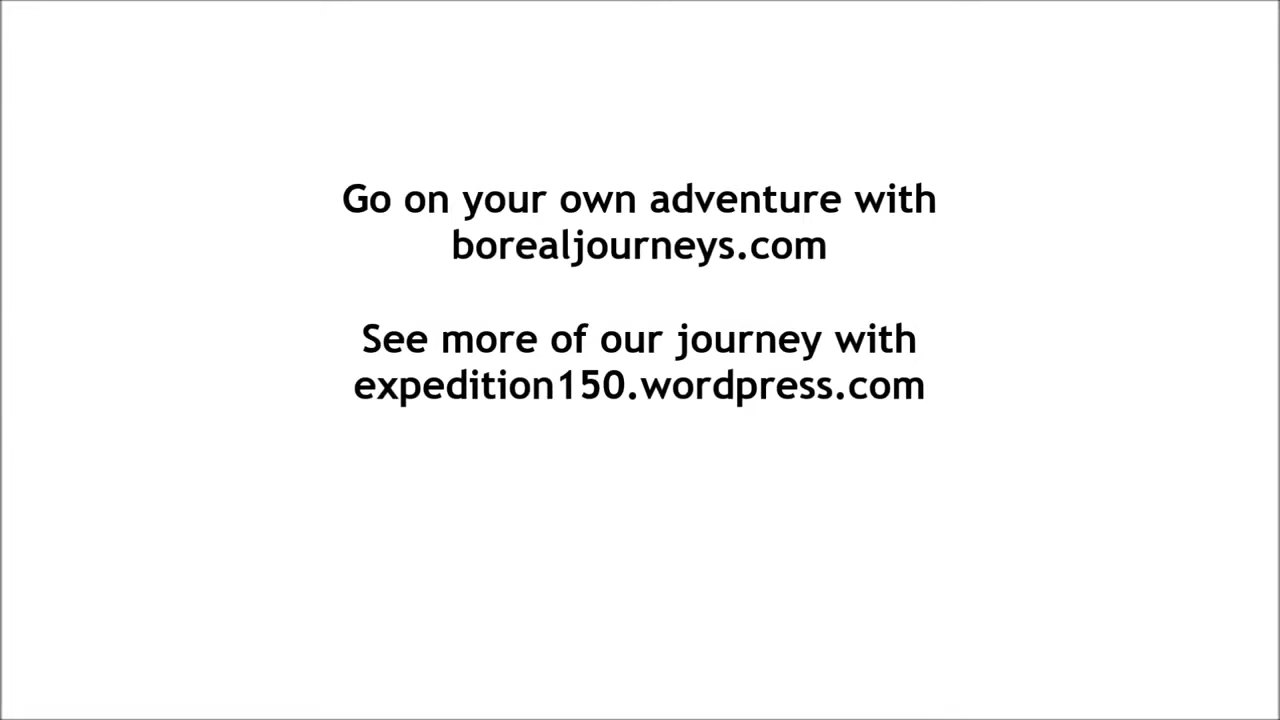 Go on your own adventure with
borealjourneys.com
See more of our journey with
expedition150.wordpress.com